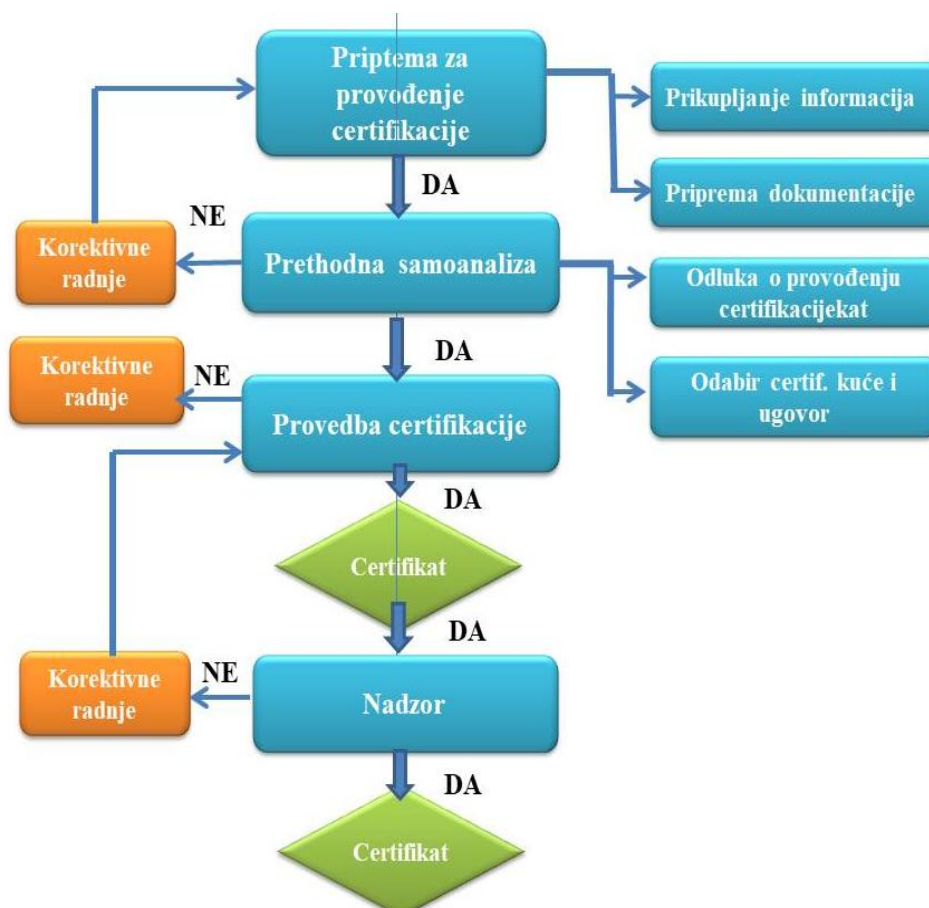 Priptema za
provođenje
certifikacije
Prikupljanje informacija
Priprema dokumentacije
DA
NE
Korektivne
radnje
Prethodna samoanaliza
Odluka o provođenju
certifikacijekat
Odabir certif. kuće i
ugovor
DA
Korektivne
radnje
NE
Provedba certifikacije
DA
Certifikat
DA
Korektivne
radnje
NE
Nadzor
DA
Certifikat